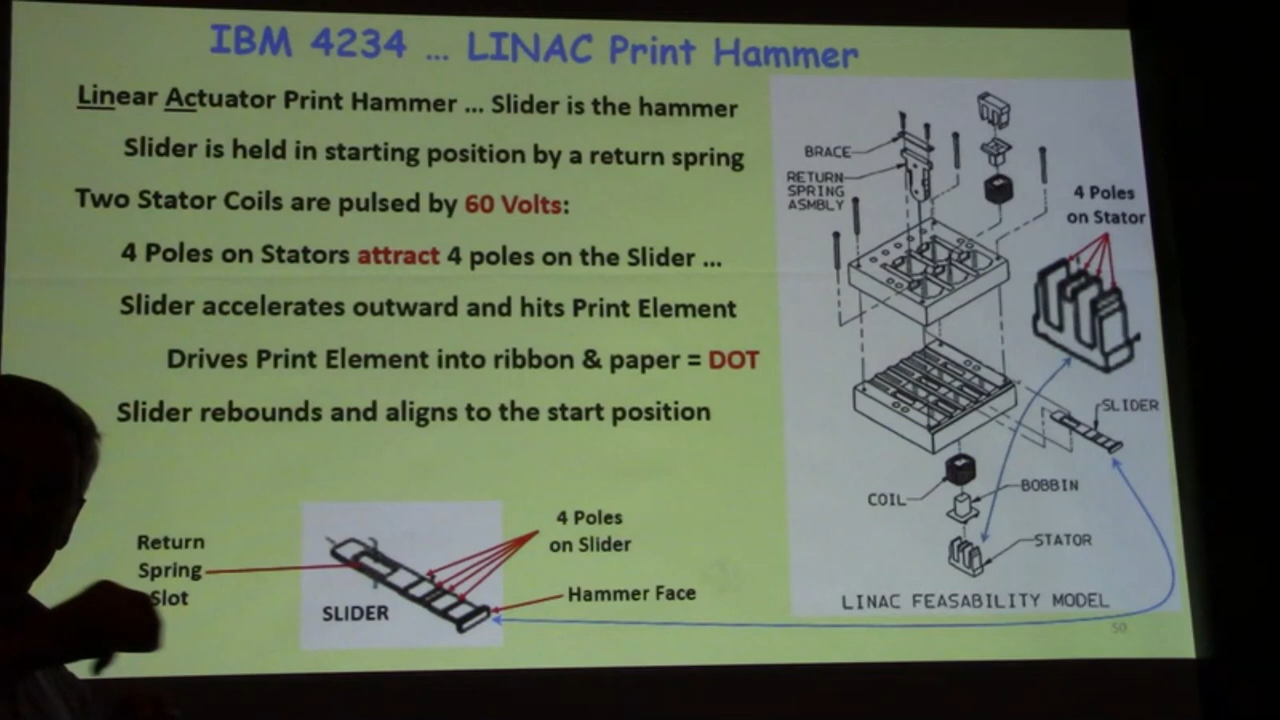 IBM 4234 ... LINAC Print Hammer
Linear Actuator Print Hammer ... Slider is the hammer
Slider is held in starting position by a return spring
Two Stator Coils are pulsed by 60 Volts:
4 Poles on Stators attract 4 poles on the Slider ...
Slider accelerates outward and hits Print Element
Drives Print Element into ribbon & paper = DOT
Slider rebounds and aligns to the start position
Return
Spring
Slot
SLIDER
4 Poles
on Slider
Hammer Face
BRACE
RETURN
SPRING
ASMBLY
4 Poles
on Stator
SLIDER
COIL
BOBBIN
STATOR
LINAC FEASABILITY MODEL
50